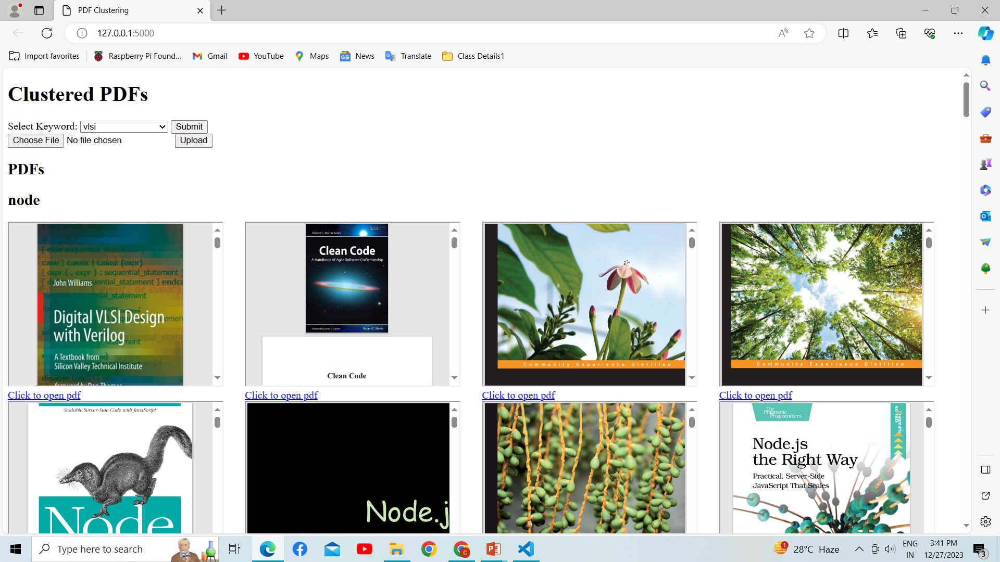 PDF Clustering
127.0.0.1:5000
Import favorites
Raspberry Pi Found...
Gmail
YouTube
Maps
News
Translate
Class Details1
Clustered PDFs
Select Keyword: vlsi Submit
Choose File No file chosen Upload
PDFs
node
case | casex | casez (expr)
{ expr { , expr } : sequential_statement }
John Williams
Digital VLSI Design
with Verilog
A Textbook from
Silicon Valley Technical Institute
Robert C. Martin Series
Clean Code
A Handbook of Agile Software Craftsmanship
Robert C. Martin
Clean Code
Community Experience Distilled
Community Experience Distilled
Click to open pdf
Click to open pdf
Click to open pdf
Click to open pdf
Scalable Server-Side Code with JavaScript
Node
Node.j
The
Pragmatic
Programmers
Pragmatic
exPress
Node.js
the Right Way
Practical, Server-Side
JavaScript That Scales
Type here to search
1
28°C Haze
ENG
IN
3:41 PM
12/27/2023
3